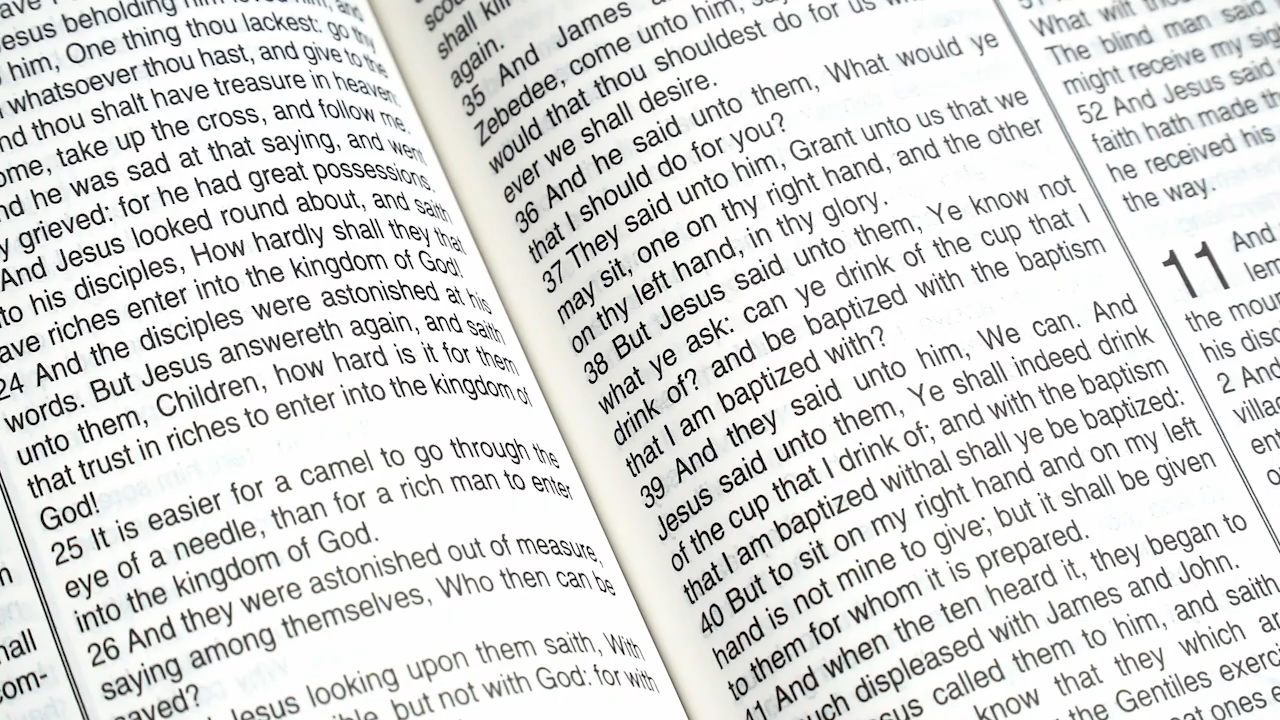 esus beholding him loved him, and
him, One thing thou lackest: go thy
whatsoever thou hast, and give to the
nd thou shalt have treasure in heaven:
ome, take up the cross, and follow me.
nd he was sad at that saying, and went
y grieved: for he had great possessions.
And Jesus looked round about, and saith
to his disciples, How hardly shall they that
ave riches enter into the kingdom of God!
24 And the disciples were astonished at his
words. But Jesus answereth again, and saith
unto them, Children, how hard is it for them
that trust in riches to enter into the kingdom of
God!
25 It is easier for a camel to go through the
eye of a needle, than for a rich man to enter
into the kingdom of God.
26 And they were astonished out of measure,
saying among themselves, Who then can be
saved?
Jesus looking upon them saith, With
ble, but not with God: for with
hall
com-
shall kill
again.
35 And James
Zebedee, come unto him,
would that thou shouldest do for us
ever we shall desire.
36 And he said unto them, What would ye
that I should do for you?
37 They said unto him, Grant unto us that we
may sit, one on thy right hand, and the other
on thy left hand, in thy glory.
38 But Jesus said unto them, Ye know not
what ye ask: can ye drink of the cup that I
drink of? and be baptized with the baptism
that I am baptized with?
39 And they said unto him, We can. And
Jesus said unto them, Ye shall indeed drink
of the cup that I drink of; and with the baptism
that I am baptized withal shall ye be baptized:
40 But to sit on my right hand and on my left
hand is not mine to give; but it shall be given
to them for whom it is prepared.
41 And when the ten heard it, they began to
uch displeased with James and John.
sus called them to him, and saith
know that they which ar
the Gentiles exerci
ones
What wilt
The blind man said
might receive my sigh
52 And Jesus said
faith hath made th
he received his
the way.
11 And
lem
the moun
his disc
2 And
villag
ent